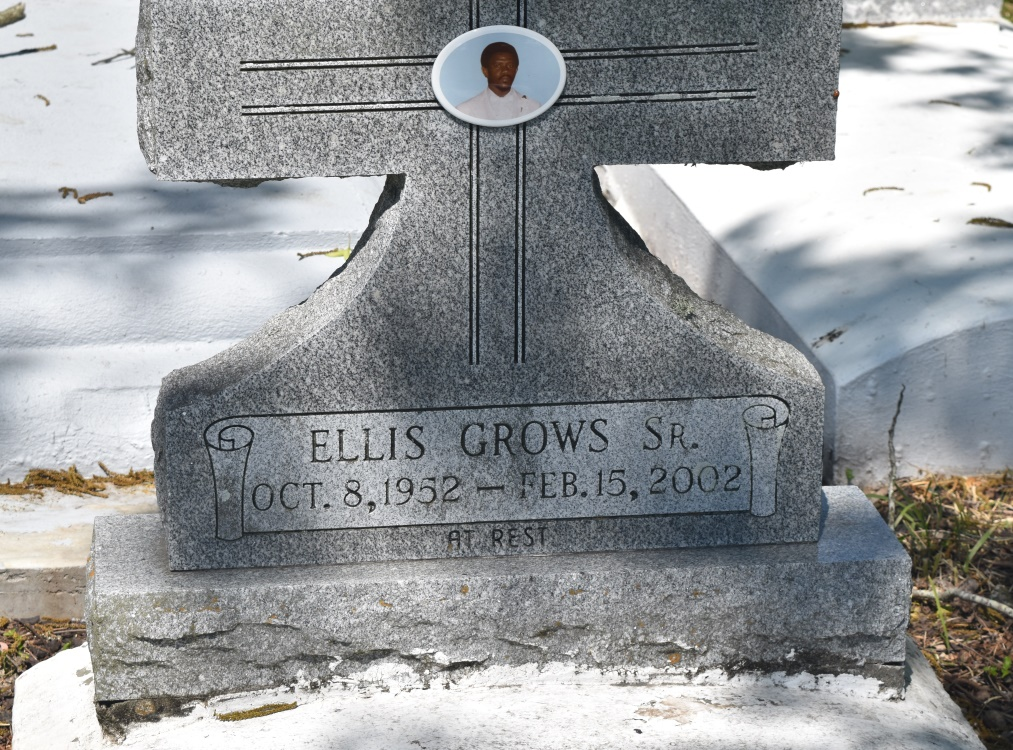 ELLIS GROWS SR.
OCT. 8, 1952 — FEB. 15, 2002
AT REST